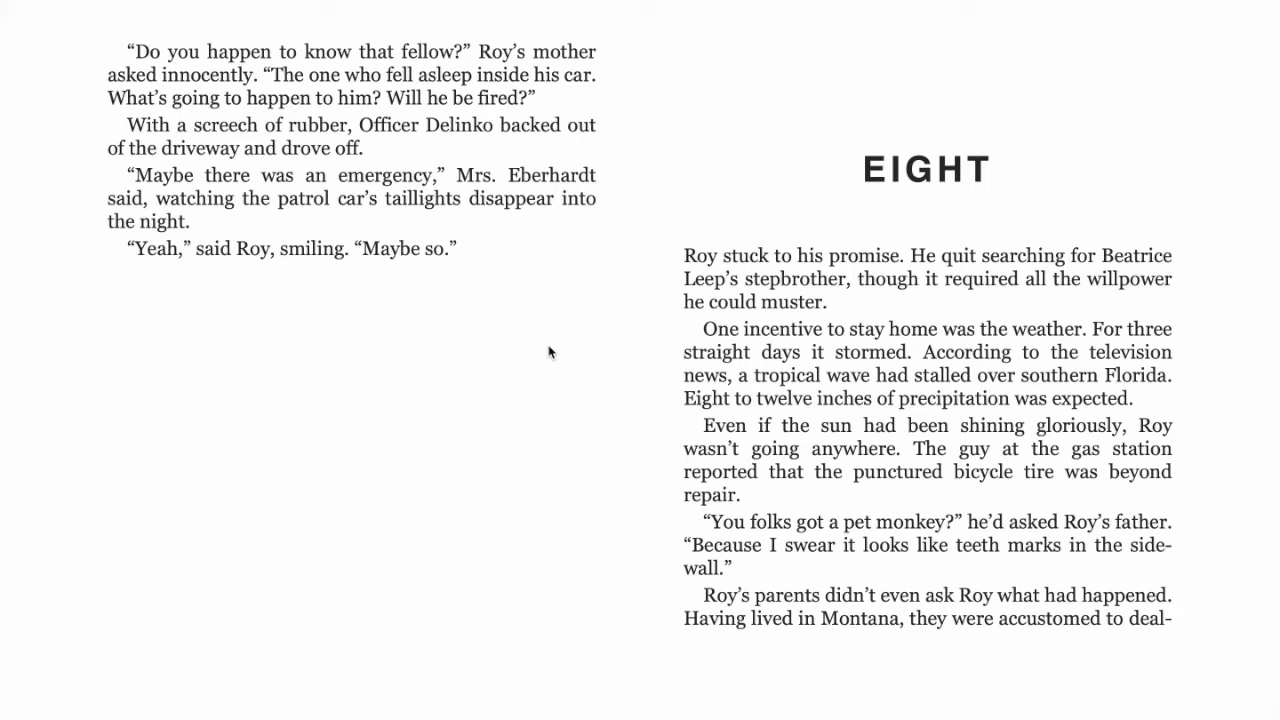 “Do you happen to know that fellow?” Roy’s mother
asked innocently. “The one who fell asleep inside his car.
What’s going to happen to him? Will he be fired?”
With a screech of rubber, Officer Delinko backed out
of the driveway and drove off.
“Maybe there was an emergency,” Mrs. Eberhardt
said, watching the patrol car’s taillights disappear into
the night.
“Yeah,” said Roy, smiling. “Maybe so.”
EIGHT
Roy stuck to his promise. He quit searching for Beatrice
Leep’s stepbrother, though it required all the willpower
he could muster.
One incentive to stay home was the weather. For three
straight days it stormed. According to the television
news, a tropical wave had stalled over southern Florida.
Eight to twelve inches of precipitation was expected.
Even if the sun had been shining gloriously, Roy
wasn’t going anywhere. The guy at the gas station
reported that the punctured bicycle tire was beyond
repair.
“You folks got a pet monkey?” he’d asked Roy’s father.
“Because I swear it looks like teeth marks in the side-
wall.”
Roy’s parents didn’t even ask Roy what had happened.
Having lived in Montana, they were accustomed to deal-